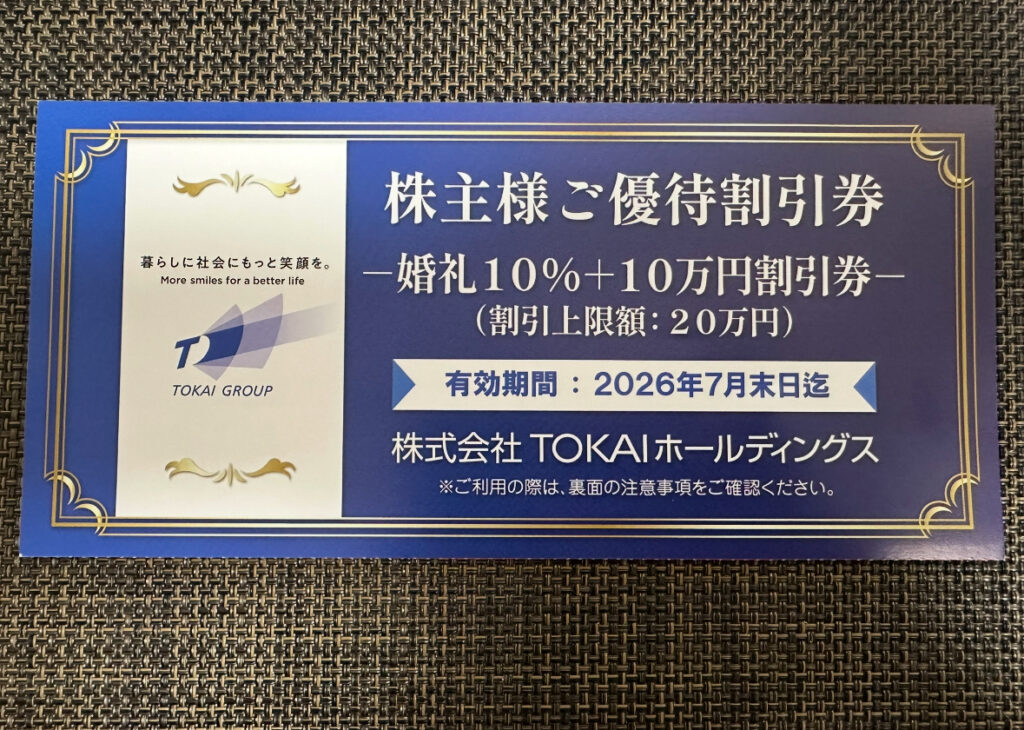 暮らしに社会にもっと笑顔を。
More smiles for a better life
TOKAI GROUP
株主様ご優待割引券
―婚礼10%+10万円割引券―
(割引上限額：20万円)
有効期間：2026年7月末日迄
株式会社TOKAIホールディングス
※ご利用の際は、裏面の注意事項をご確認ください。